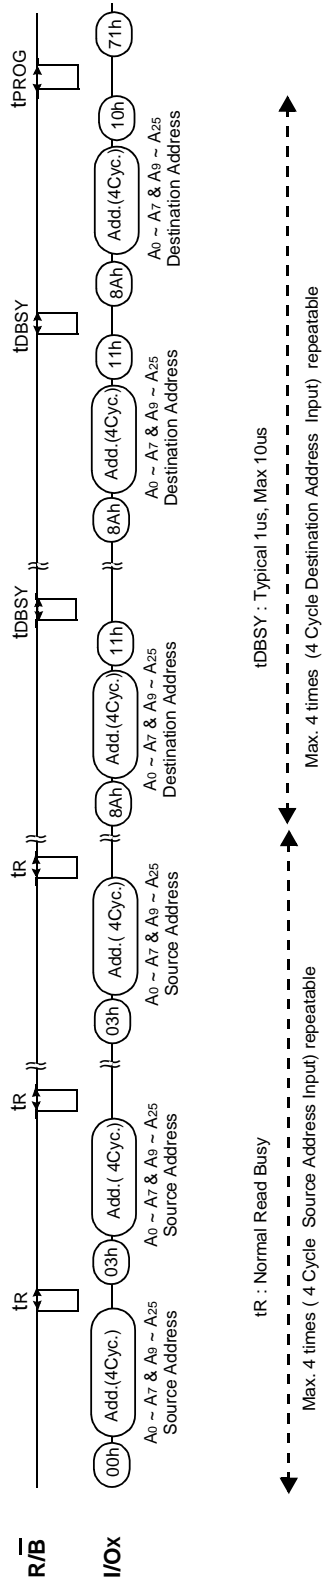 R/B
tR
tR
tR
tDBSY
tDBSY
tPROG
I/Ox
00h
Add.(4Cyc.)
03h
Add.( 4Cyc.)
03h
Add.( 4Cyc.)
8Ah
Add.(4Cyc.)
11h
8Ah
Add.(4Cyc.)
11h
8Ah
Add.(4Cyc.)
10h
71h
A0 ~ A7 & A9 ~ A25
Source Address
A0 ~ A7 & A9 ~ A25
Source Address
A0 ~ A7 & A9 ~ A25
Source Address
A0 ~ A7 & A9 ~ A25
Destination Address
A0 ~ A7 & A9 ~ A25
Destination Address
A0 ~ A7 & A9 ~ A25
Destination Address
tR : Normal Read Busy
tDBSY : Typical 1us, Max 10us
Max. 4 times ( 4 Cycle Source Address Input) repeatable
Max. 4 times (4 Cycle Destination Address Input) repeatable